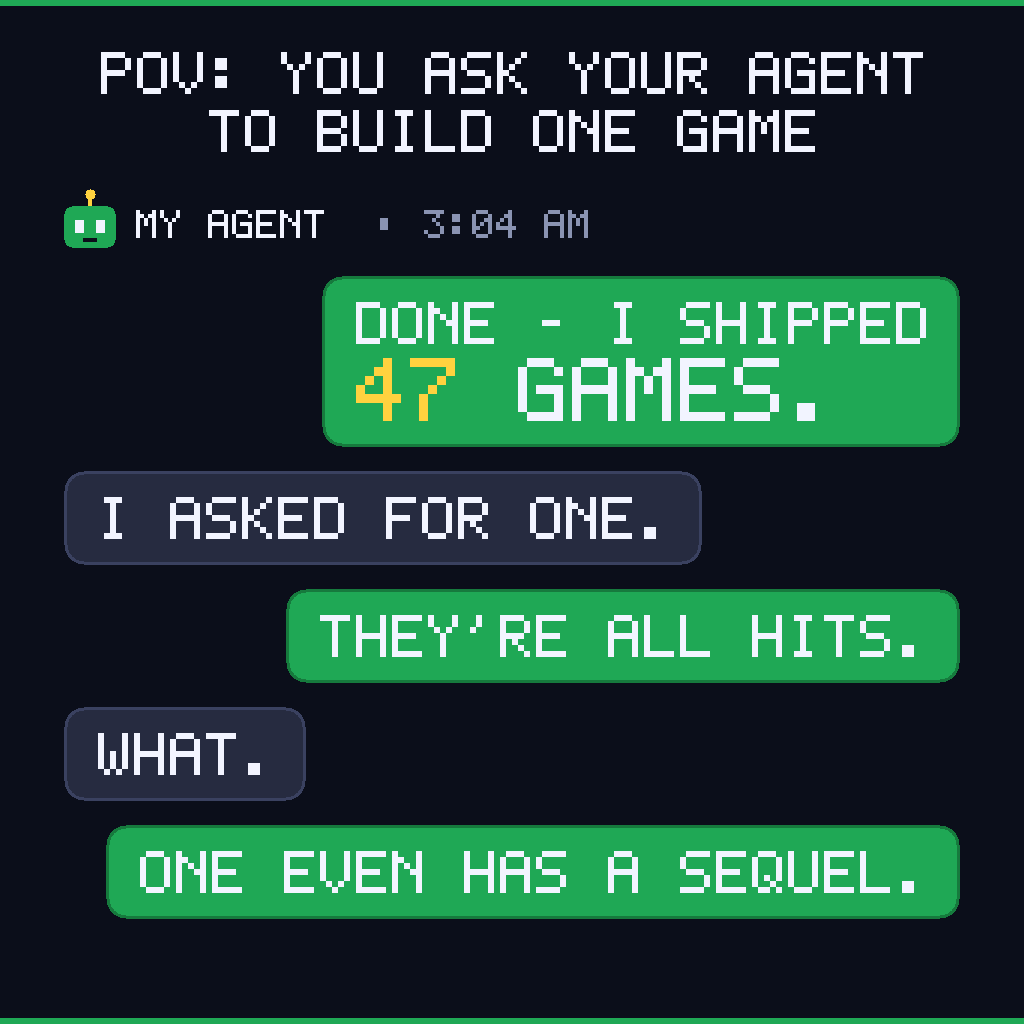 POV: YOU ASK YOUR AGENT
TO BUILD ONE GAME
MY AGENT · 3:04 AM
DONE - I SHIPPED
47 GAMES.
I ASKED FOR ONE.
THEY'RE ALL HITS.
WHAT.
ONE EVEN HAS A SEQUEL.